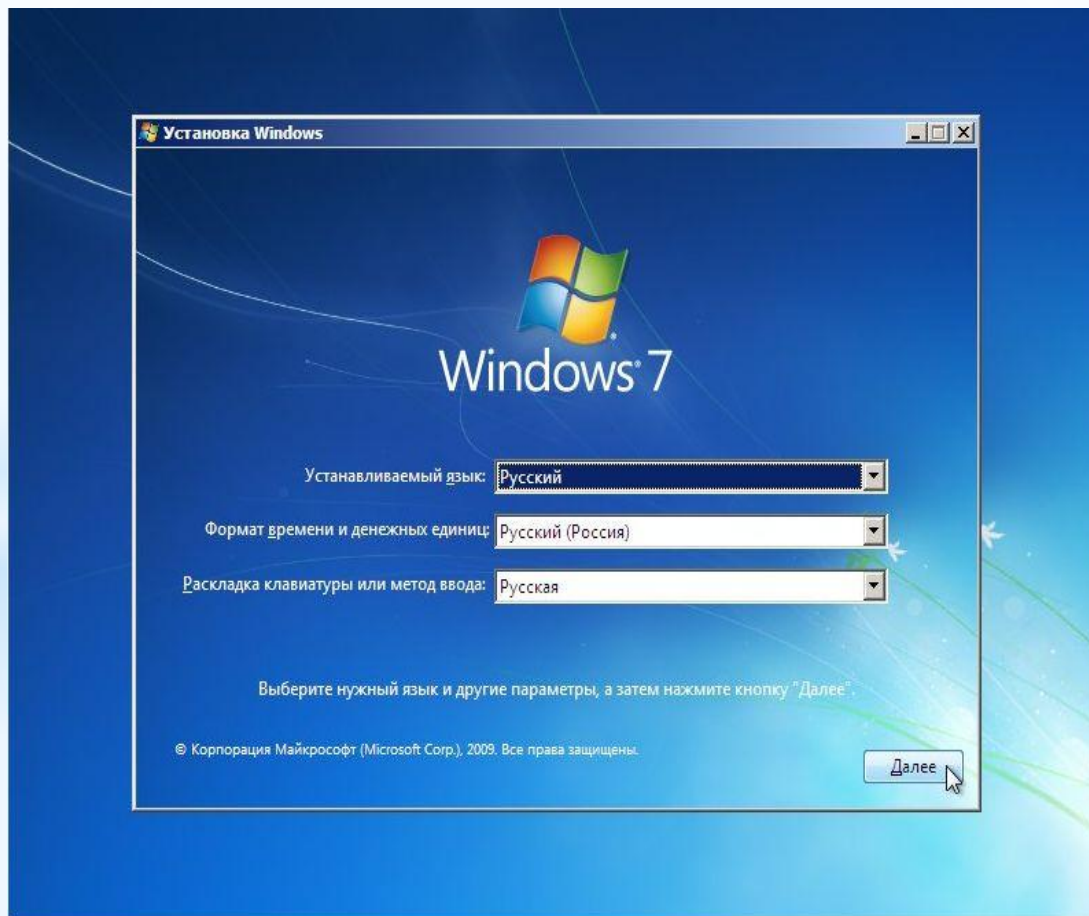 Установка Windows
Windows® 7
Устанавливаемый язык: Русский
Формат времени и денежных единиц: Русский (Россия)
Раскладка клавиатуры или метод ввода: Русская
Выберите нужный язык и другие параметры, а затем нажмите кнопку "Далее".
© Корпорация Майкрософт (Microsoft Corp.), 2009. Все права защищены.
Далее